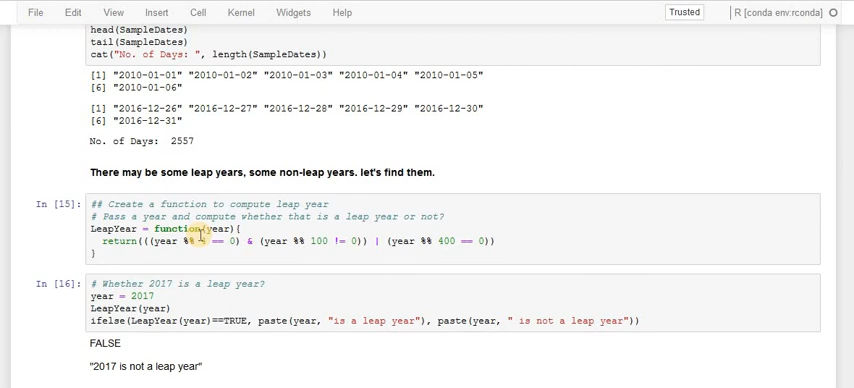 File Edit View Insert Cell Kernel Widgets Help Trusted R [conda env:rconda]
head(SampleDates)
tail(SampleDates)
cat("No. of Days: ", length(SampleDates))
[1] "2010-01-01" "2010-01-02" "2010-01-03" "2010-01-04" "2010-01-05"
[6] "2010-01-06"
[1] "2016-12-26" "2016-12-27" "2016-12-28" "2016-12-29" "2016-12-30"
[6] "2016-12-31"
No. of Days:  2557
There may be some leap years, some non-leap years. let's find them.
In [15]: ## Create a function to compute leap year
# Pass a year and compute whether that is a leap year or not?
LeapYear = function(year){
return(((year %% == 0) & (year %% 100 != 0)) | (year %% 400 == 0))
}
In [16]: # Whether 2017 is a leap year?
year = 2017
LeapYear(year)
ifelse(LeapYear(year)==TRUE, paste(year, "is a leap year"), paste(year, " is not a leap year"))
FALSE
"2017 is not a leap year"